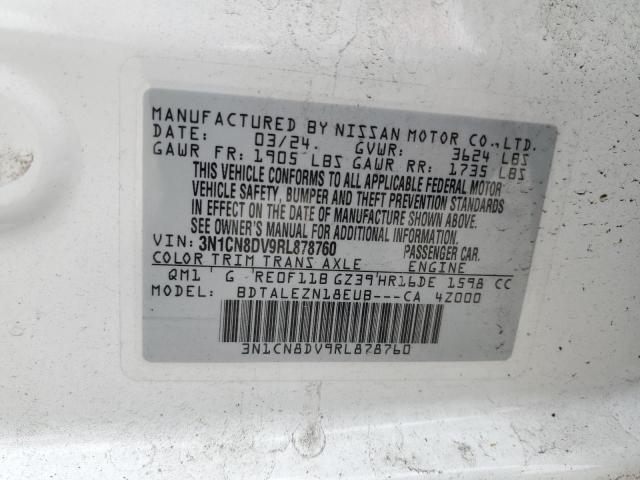 MANUFACTURED BY NISSAN MOTOR CO.,LTD.
DATE: 03/24. GVWR: 3624 LBS
GAWR FR: 1905 LBS GAWR RR: 1735 LBS
THIS VEHICLE CONFORMS TO ALL APPLICABLE FEDERAL MOTOR
VEHICLE SAFETY, BUMPER AND THEFT PREVENTION STANDARDS
IN EFFECT ON THE DATE OF MANUFACTURE SHOWN ABOVE.
SEE OWNER'S MANUAL FOR ADDITIONAL INFORMATION.
VIN: 3N1CN8DV9RL878760 PASSENGER CAR.
COLOR TRIM TRANS AXLE ENGINE
QM1 G RE0F11B GZ39 HR16DE 1598 CC
MODEL: BDTALEZN18EUB---CA 4Z000
3N1CN8DV9RL878760